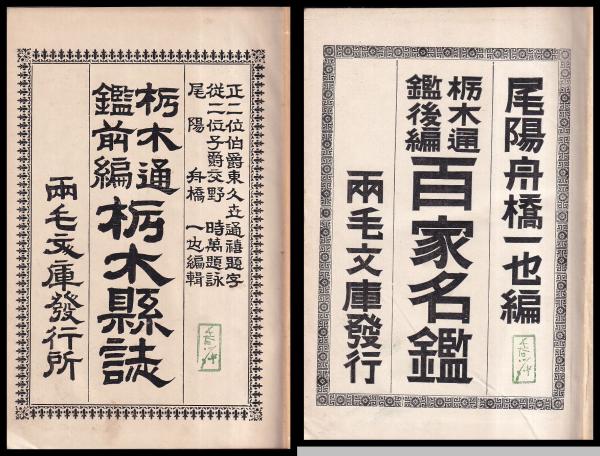 正二位伯爵東久世通禧題字
従二位子爵交野時萬題詠
尾陽舟橋一也編輯
栃木通鑑前編
栃木縣誌
兩毛文庫發行所
尾陽舟橋一也編
栃木通鑑後編
百家名鑑
兩毛文庫發行